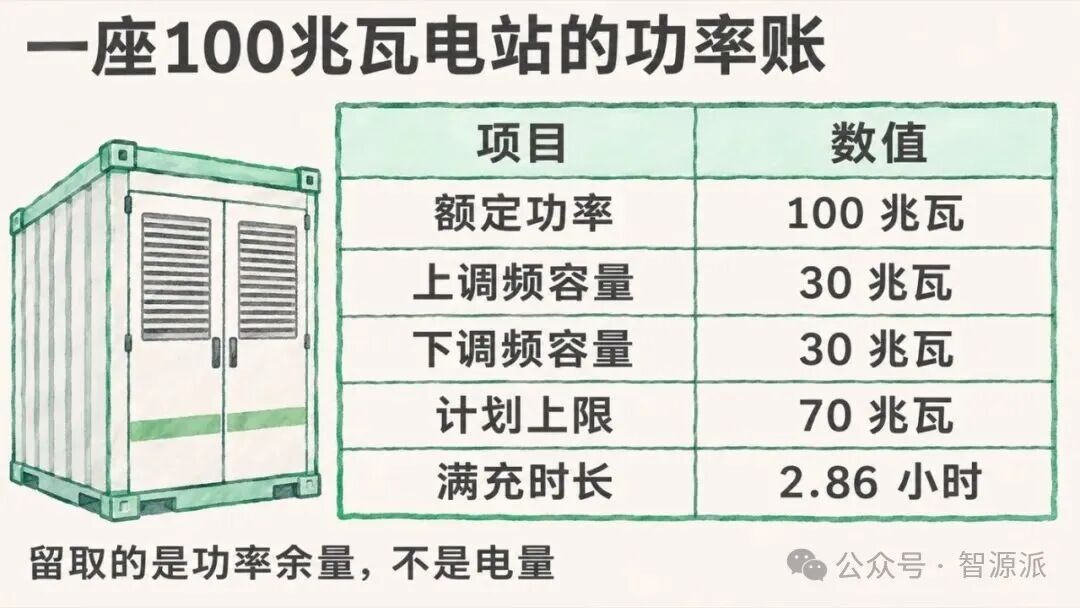 一座100兆瓦电站的功率账
项目 数值
额定功率 100 兆瓦
上调频容量 30 兆瓦
下调频容量 30 兆瓦
计划上限 70 兆瓦
满充时长 2.86 小时
留取的是功率余量，不是电量
公众号·智源派